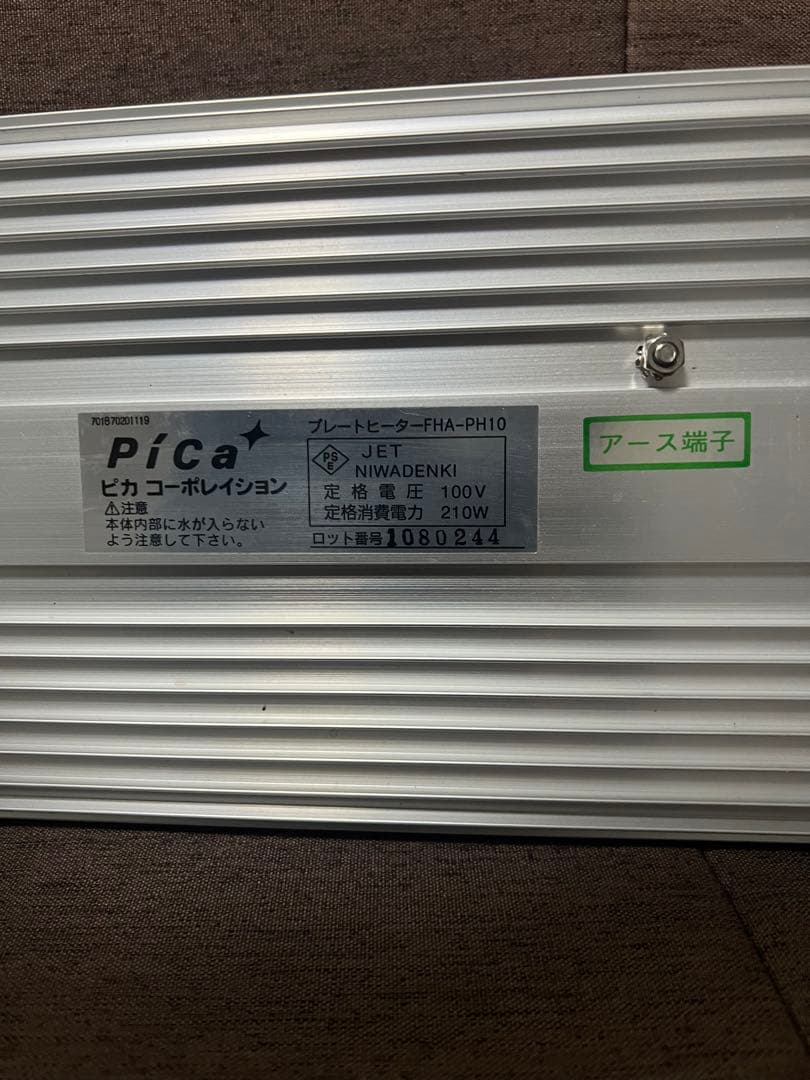 701870201119
PiCa
ピカ コーポレイション
⚠注意
本体内部に水が入らない
よう注意して下さい。
プレートヒーターFHA-PH10
PSE
JET
NIWADENKI
定格電圧 100V
定格消費電力 210W
ロット番号1080244
アース端子